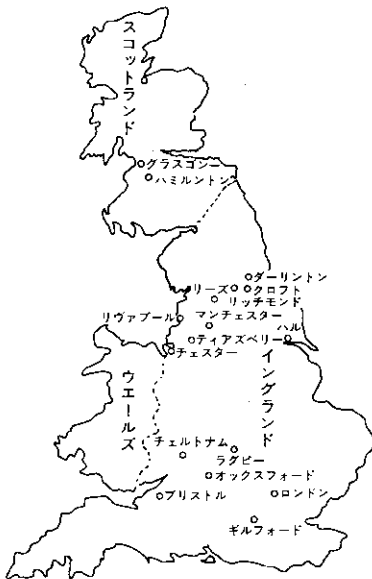 スコットランド
グラスゴー
ハミルントン
ダーリントン
リーズ
クロフト
リッチモンド
マンチェスター
リヴァプール
ハル
ティアズベリー
チェスター
イングランド
ウエールズ
チェルトナム
ラグビー
オックスフォード
ブリストル
ロンドン
ギルフォード